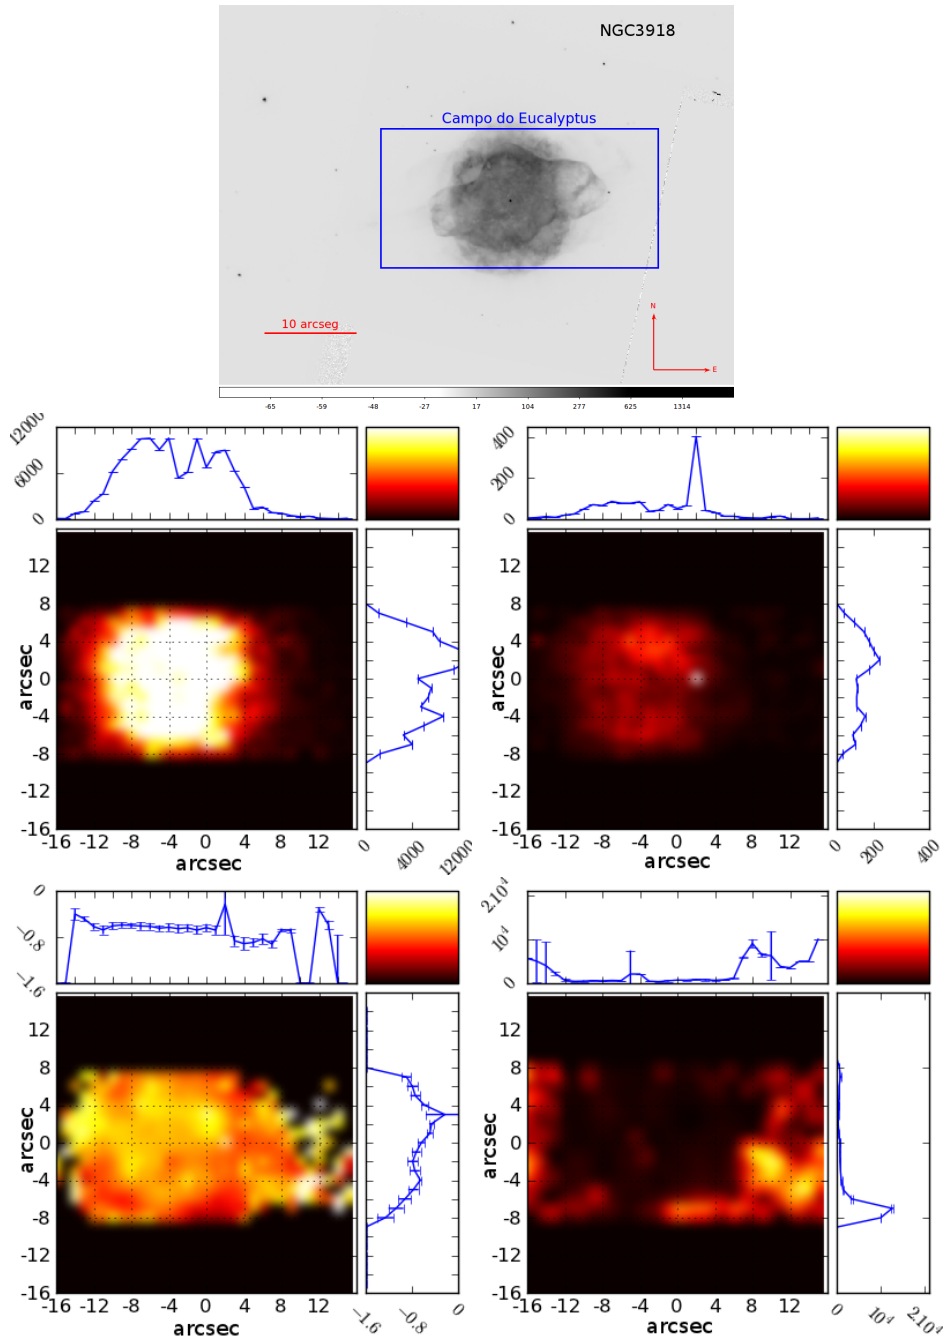 NGC3918
Campo do Eucalyptus
10 arcseg
N
E
-65 -59 -48 -27 17 104 277 625 1314
12000
6000
0
400
200
0
12
8
4
0
-4
-8
-12
-16
arcsec
-16 -12 -8 -4 0 4 8 12
arcsec
0 4000 12000
12
8
4
0
-4
-8
-12
-16
arcsec
-16 -12 -8 -4 0 4 8 12
arcsec
0 200 400
0
-0.8
-1.6
2.10⁴
10⁴
0
12
8
4
0
-4
-8
-12
-16
arcsec
-16 -12 -8 -4 0 4 8 12
arcsec
-1.6 -0.8 0
12
8
4
0
-4
-8
-12
-16
arcsec
-16 -12 -8 -4 0 4 8 12
arcsec
0 10⁴ 2.10⁴